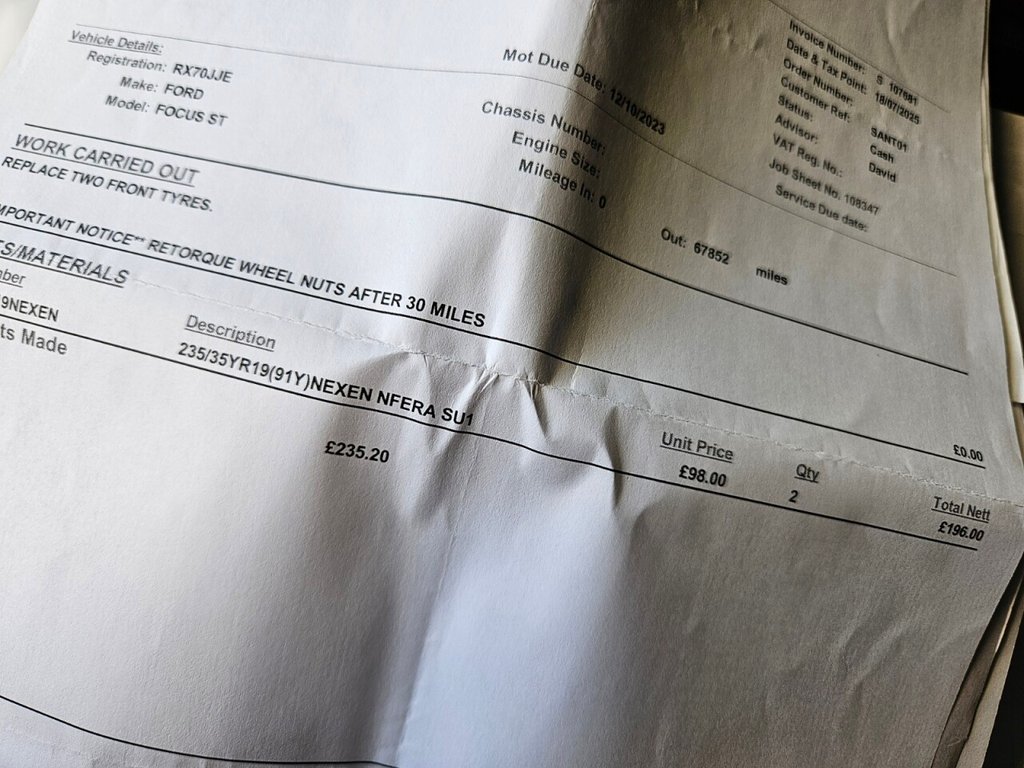 Vehicle Details:
Registration: RX70JJE
Make: FORD
Model: FOCUS ST
Mot Due Date: 12/10/2023
Chassis Number:
Engine Size:
Mileage In: 0
Out: 67852 miles
Invoice Number: S 107681
Date & Tax Point: 18/07/2025
Order Number:
Customer Ref: SANT01
Status: Cash
Advisor: David
VAT Reg. No.:
Job Sheet No: 108347
Service Due date:
WORK CARRIED OUT
REPLACE TWO FRONT TYRES.
MPORTANT NOTICE** RETORQUE WHEEL NUTS AFTER 30 MILES
£0.00
TS/MATERIALS
mber Description Unit Price Qty Total Nett
9NEXEN 235/35YR19(91Y)NEXEN NFERA SU1 £98.00 2 £196.00
ts Made £235.20